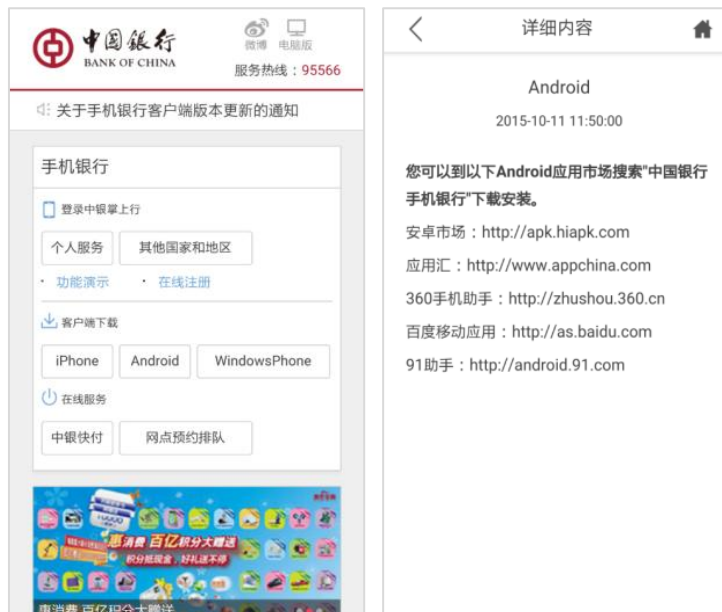 中国银行
BANK OF CHINA
微博 电脑版
服务热线：95566
关于手机银行客户端版本更新的通知
手机银行
登录中银掌上行
个人服务 其他国家和地区
· 功能演示 · 在线注册
客户端下载
iPhone Android WindowsPhone
在线服务
中银快付 网点预约排队
惠消费 百亿积分大赠送
积分抵现金，好礼送不停
惠消费 百亿积分大赠送
详细内容
Android
2015-10-11 11:50:00
您可以到以下Android应用市场搜索"中国银行
手机银行"下载安装。
安卓市场：http://apk.hiapk.com
应用汇：http://www.appchina.com
360手机助手：http://zhushou.360.cn
百度移动应用：http://as.baidu.com
91助手：http://android.91.com